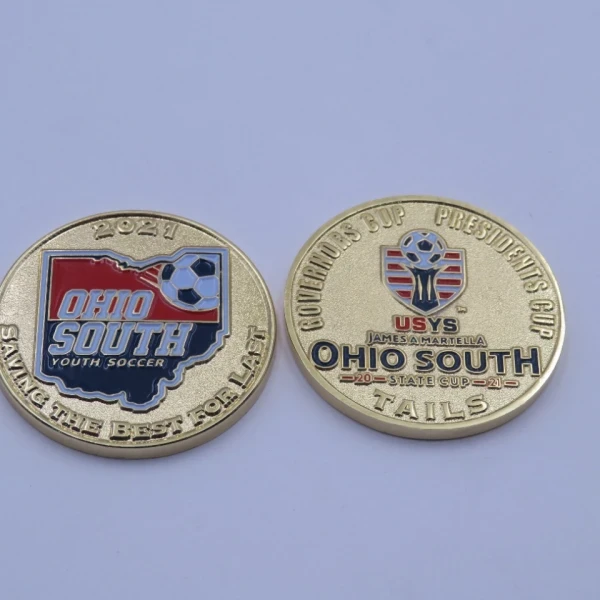 2021
OHIO
SOUTH
YOUTH SOCCER
SAVING THE BEST FOR LAST
GOVERNORS CUP PRESIDENTS CUP
USYS
JAMES A MARTELLA
OHIO SOUTH
20 STATE CUP 21
TAILS